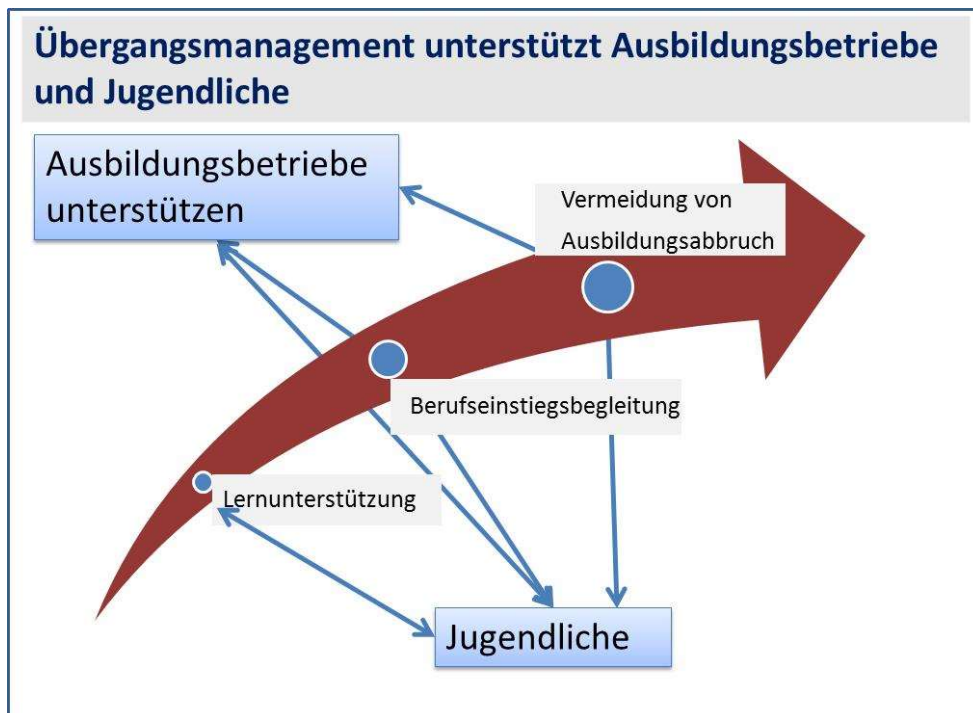 Übergangsmanagement unterstützt Ausbildungsbetriebe
und Jugendliche
Ausbildungsbetriebe
unterstützen
Vermeidung von
Ausbildungsabbruch
Berufseinstiegsbegleitung
Lernunterstützung
Jugendliche